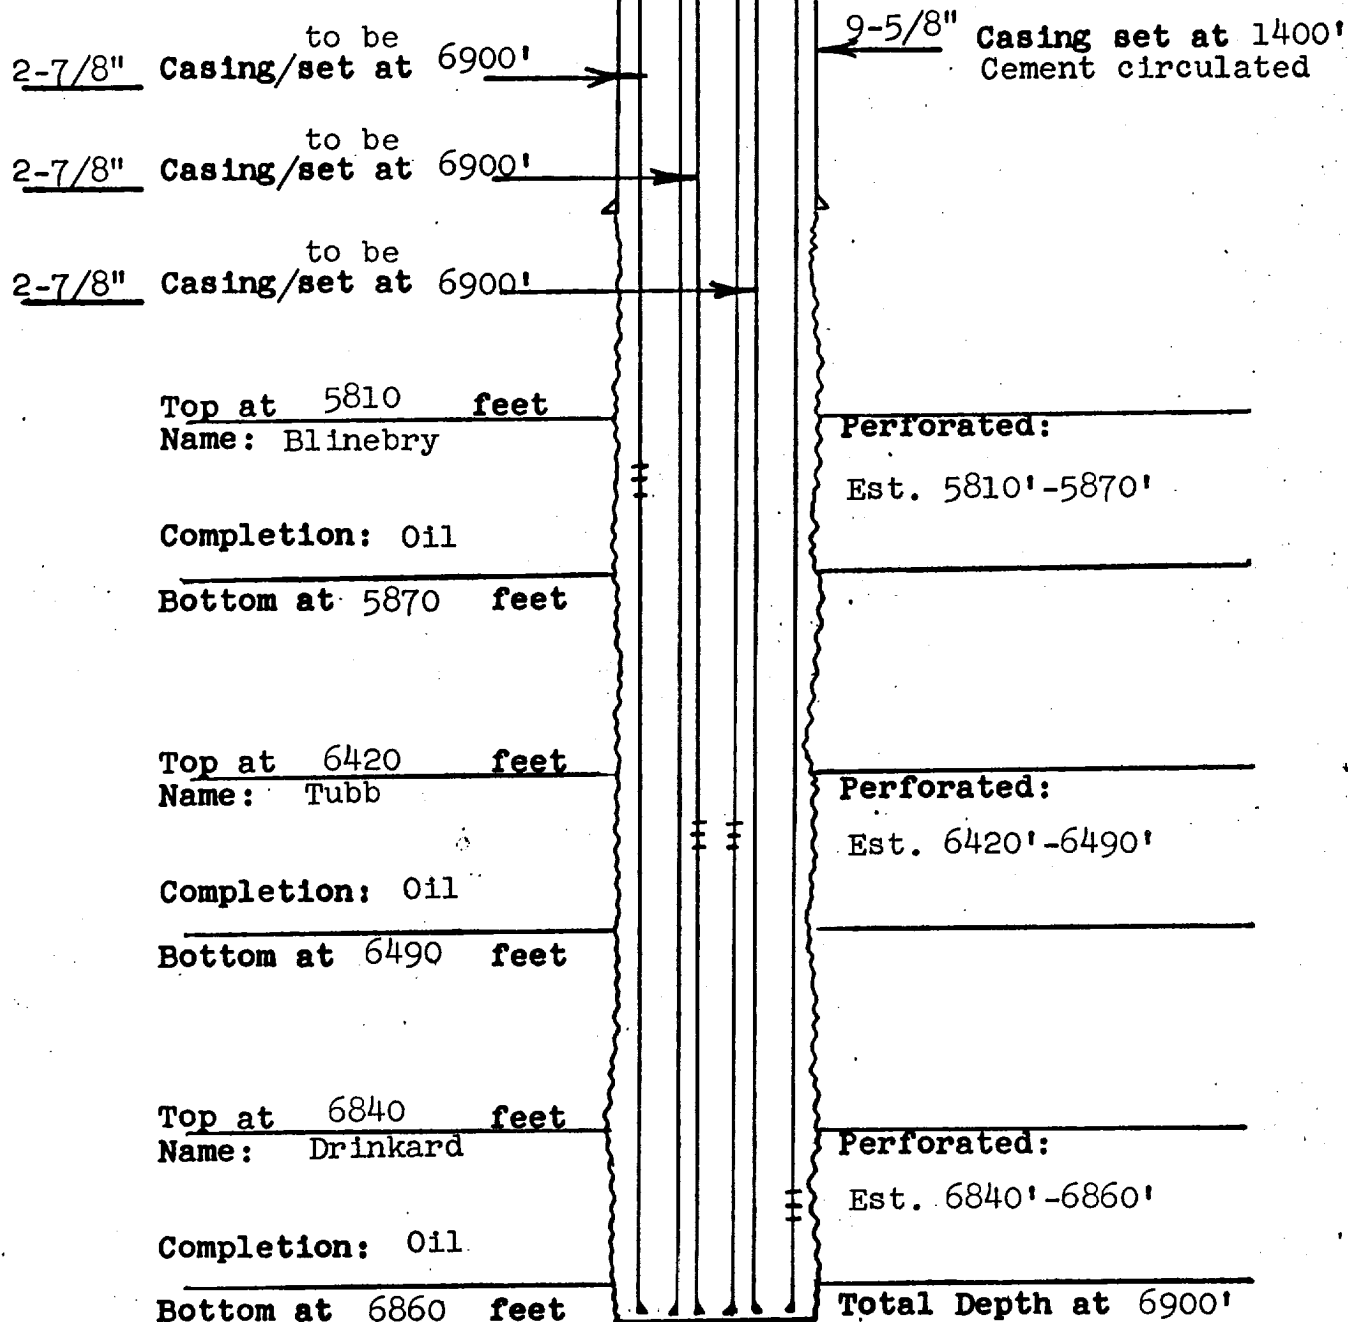 to be
2-7/8" Casing/set at 6900'
9-5/8" Casing set at 1400'
Cement circulated
to be
2-7/8" Casing/set at 6900'
to be
2-7/8" Casing/set at 6900'
Top at 5810 feet
Name: Blinebry
Perforated:
Est. 5810'-5870'
Completion: Oil
Bottom at 5870 feet
Top at 6420 feet
Name: Tubb
Perforated:
Est. 6420'-6490'
Completion: Oil
Bottom at 6490 feet
Top at 6840 feet
Name: Drinkard
Perforated:
Est. 6840'-6860'
Completion: Oil
Bottom at 6860 feet
Total Depth at 6900'